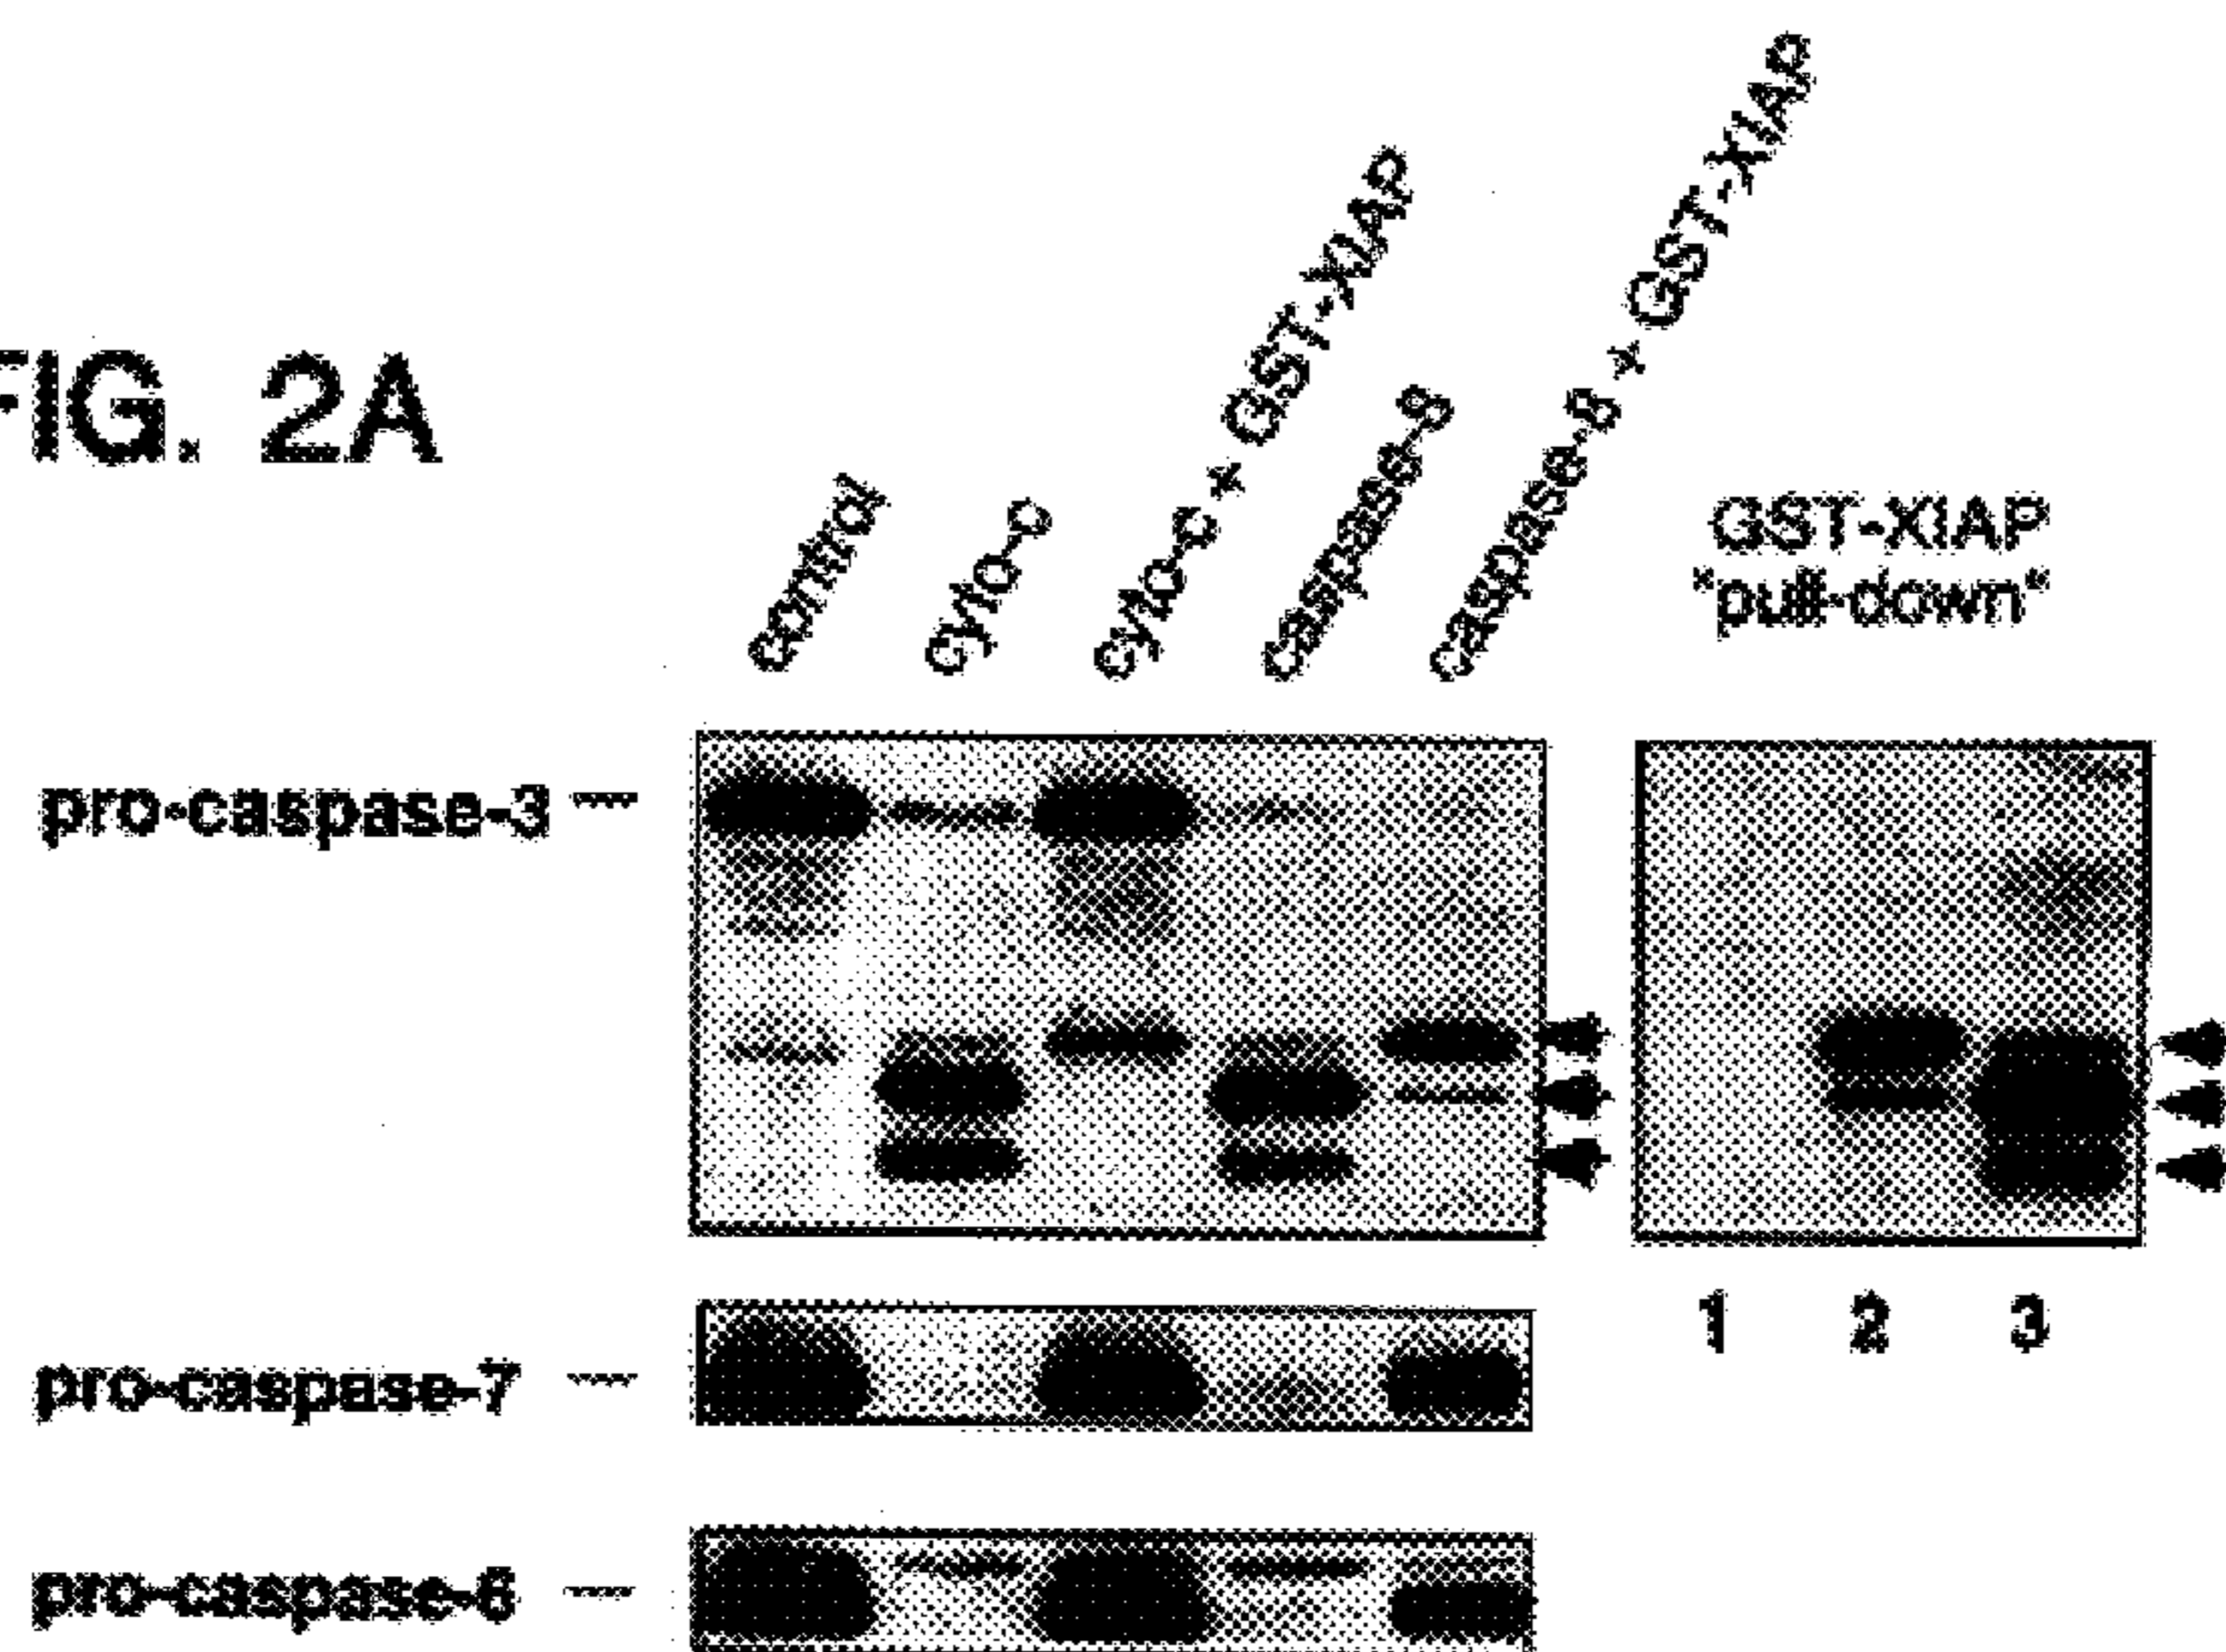 FIG. 2A
control
cyto-c
cyto-c + GST-XIAP
caspase-8
caspase-8 + GST-XIAP
GST-XIAP
"pull-down"
pro-caspase-3
1 2 3
pro-caspase-7
pro-caspase-6